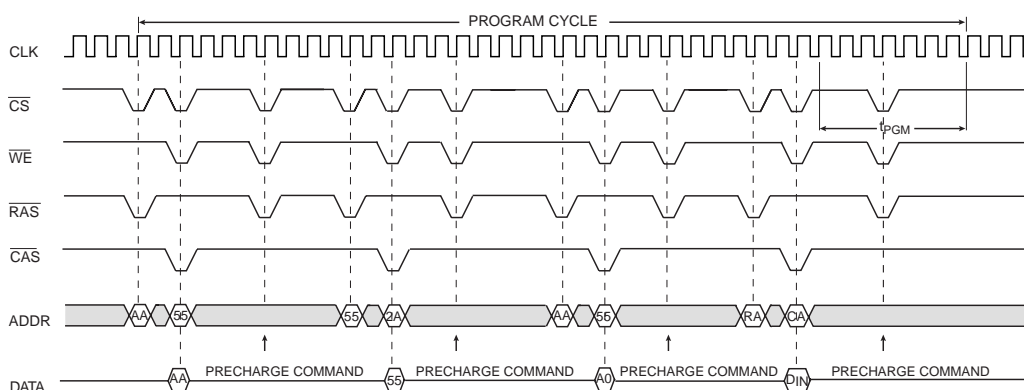 PROGRAM CYCLE
CLK
CS
tPGM
WE
RAS
CAS
ADDR AA 55 55 2A AA 55 RA CA
DATA AA PRECHARGE COMMAND 55 PRECHARGE COMMAND A0 PRECHARGE COMMAND DIN PRECHARGE COMMAND